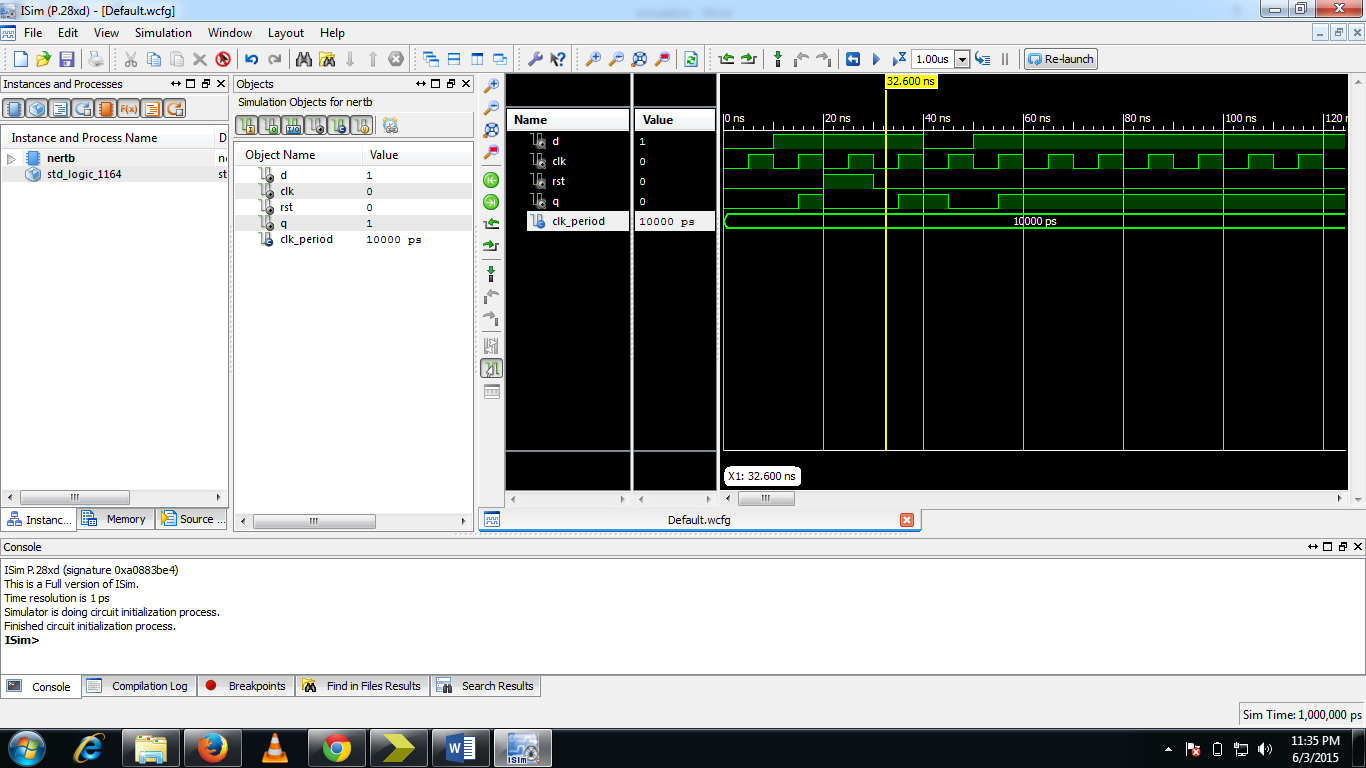 ISim (P.28xd) - [Default.wcfg]
File Edit View Simulation Window Layout Help
1.00us Re-launch
Instances and Processes
Instance and Process Name D
nertb n
std_logic_1164 st
Instanc... Memory Source ...
Objects
Simulation Objects for nertb
Object Name Value
d 1
clk 0
rst 0
q 1
clk_period 10000 ps
Name Value
d 1
clk 0
rst 0
q 0
clk_period 10000 ps
32.600 ns
0 ns 20 ns 40 ns 60 ns 80 ns 100 ns 120 n
10000 ps
X1: 32.600 ns
Default.wcfg
Console
ISim P.28xd (signature 0xa0883be4)
This is a Full version of ISim.
Time resolution is 1 ps
Simulator is doing circuit initialization process.
Finished circuit initialization process.
ISim>
Console Compilation Log Breakpoints Find in Files Results Search Results
Sim Time: 1,000,000 ps
ISim
11:35 PM
6/3/2015